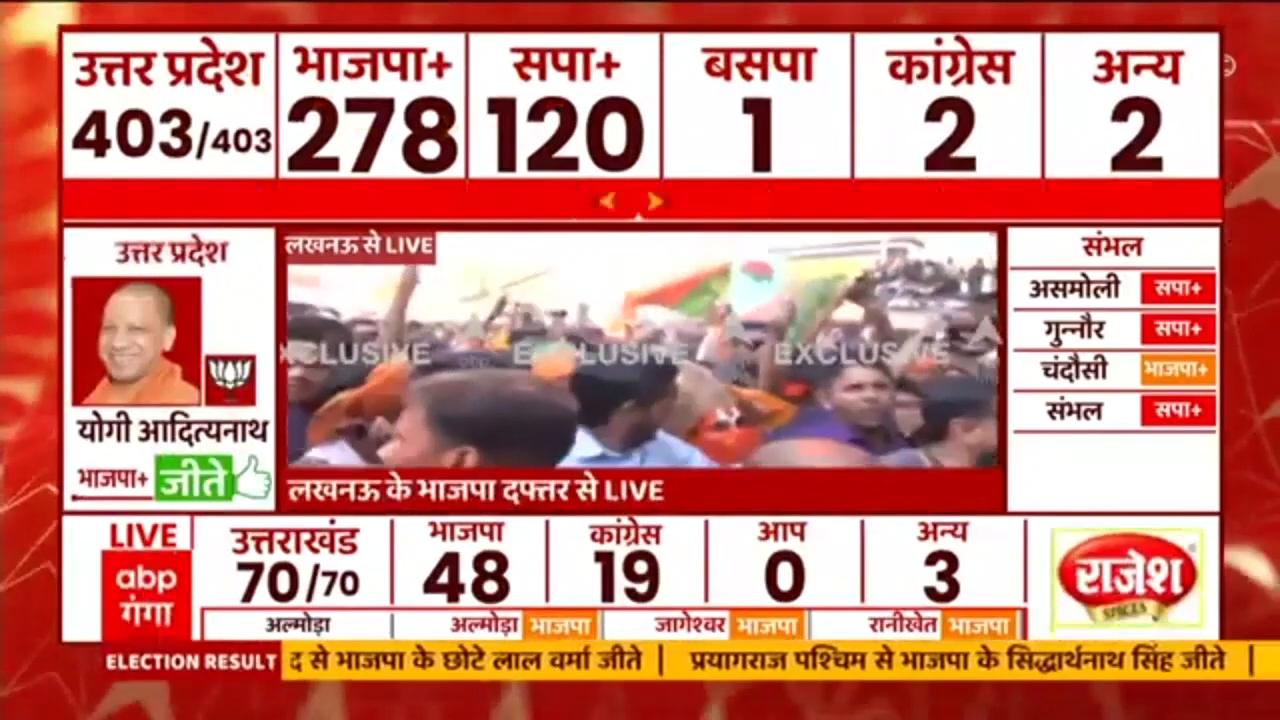 उत्तर प्रदेश भाजपा+ सपा+ बसपा कांग्रेस अन्य
403/403 278 120 1 2 2
उत्तर प्रदेश
योगी आदित्यनाथ
भाजपा+ जीते
लखनऊ से LIVE
EXCLUSIVE EXCLUSIVE
लखनऊ के भाजपा दफ्तर से LIVE
संभल
असमोली सपा+
गुन्नौर सपा+
चंदौसी भाजपा+
संभल सपा+
LIVE
abp
गंगा
उत्तराखंड भाजपा कांग्रेस आप अन्य
70/70 48 19 0 3
अल्मोड़ा अल्मोड़ा भाजपा जागेश्वर भाजपा रानीखेत भाजपा
राजेश
SPICES
ELECTION RESULT द से भाजपा के छोटे लाल वर्मा जीते | प्रयागराज पश्चिम से भाजपा के सिद्धार्थनाथ सिंह जीते |